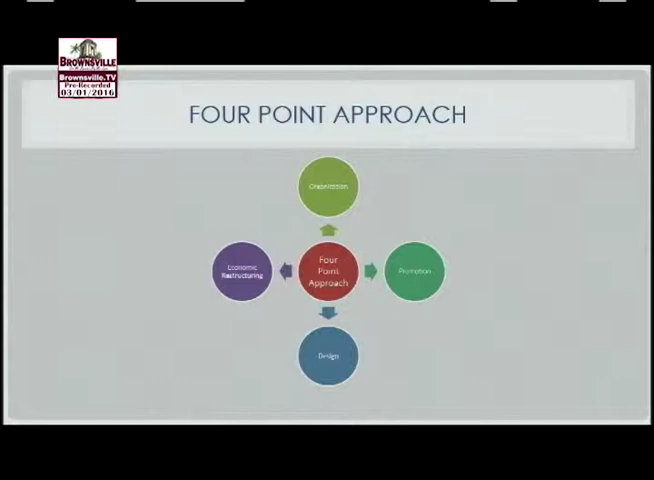 BROWNSVILLE
Brownsville.TV
Pre-Recorded
03/01/2016
FOUR POINT APPROACH
Organization
Economic
Restructuring
Four
Point
Approach
Promotion
Design